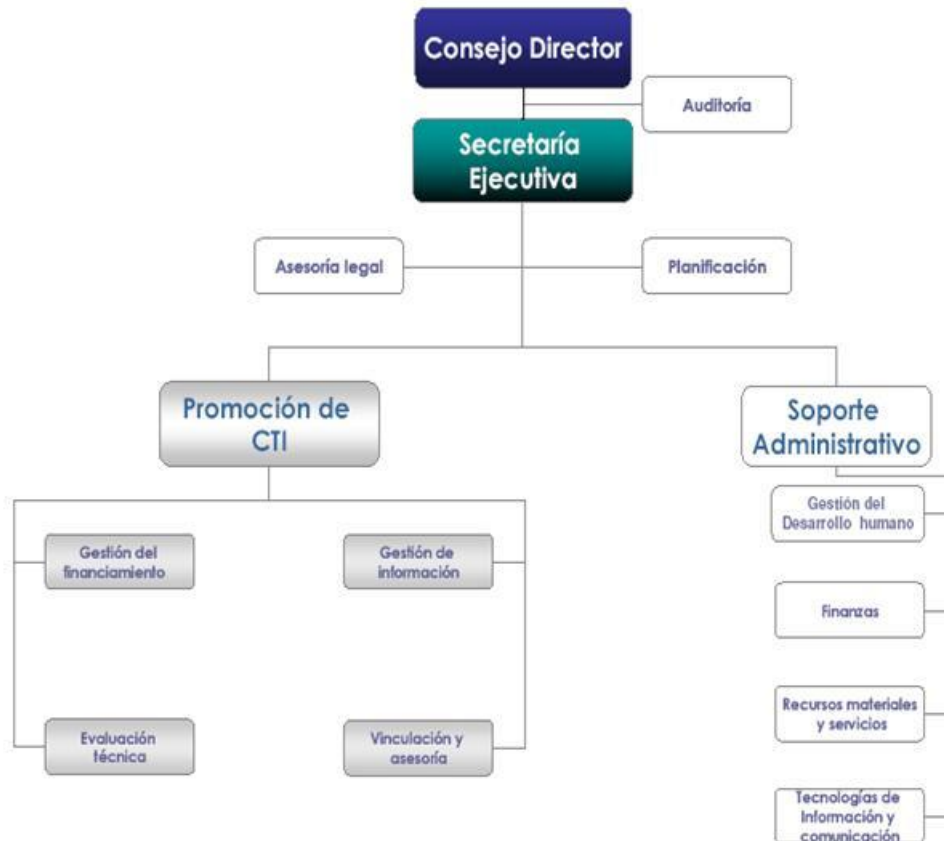 Consejo Director
Auditoría
Secretaría
Ejecutiva
Asesoría legal
Planificación
Promoción de
CTI
Soporte
Administrativo
Gestión del
Desarrollo humano
Gestión del
financiamiento
Gestión de
información
Finanzas
Recursos materiales
y servicios
Evaluación
técnica
Vinculación y
asesoría
Tecnologías de
Información y
comunicación